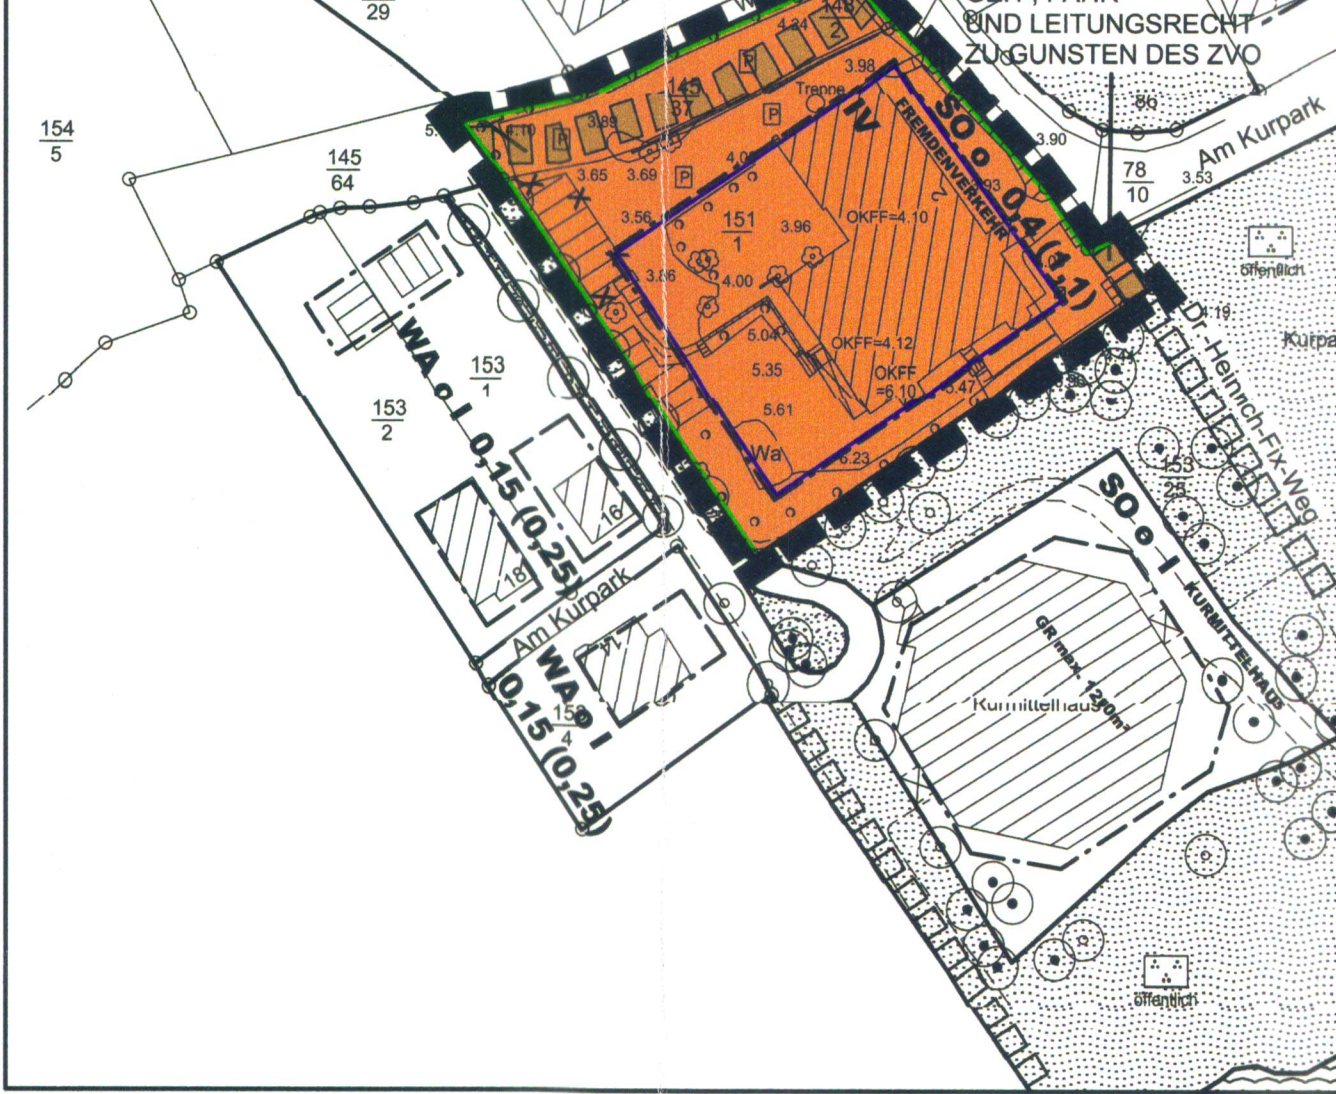 29
UND LEITUNGSRECHT
ZU GUNSTEN DES ZVO
148
2
4.24
P
3.98
145
37
Trenne
P
86
154
5
4.10
P
3.89
3.90
Am Kurpark
145
64
3.65
3.69
P
IV
SO o 0,4 (1,1)
FREMDENVERKEHR
78
10
3.53
3.56
151
1
3.96
OKFF=4.10
öffentlich
3.86
4.00
4.19
Dr.-Heinrich-Fix-Weg
5.04
OKFF=4.12
WA o I 0,15 (0,25)
153
1
5.35
OKFF
=6.10
5.47
153
2
5.61
Wa
6.23
153
25
SO o I
KURMITTELHAUS
16
18
Am Kurpark
GR max. 1200m²
Kurmittelhaus
14
WA o I
0,15 (0,25)
4
öffentlich